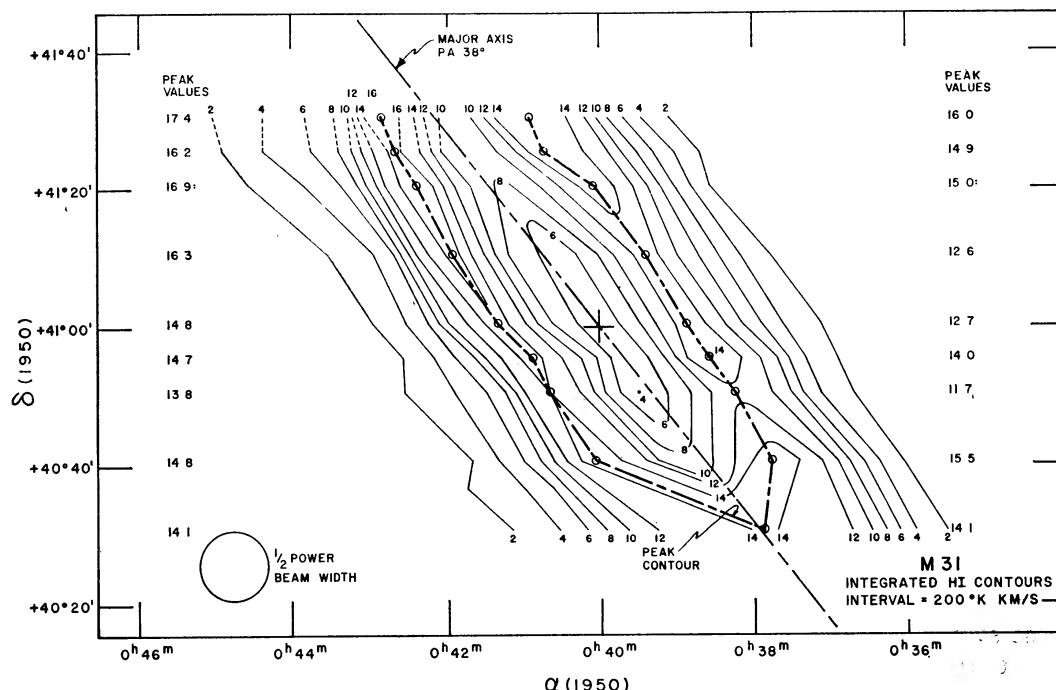 +41°40'
+41°20'
+41°00'
+40°40'
+40°20'
δ (1950)
MAJOR AXIS
PA 38°
PEAK
VALUES
17 4
16 2
16 9:
16 3
14 8
14 7
13 8
14 8
14 1
PEAK
VALUES
16 0
14 9
15 0:
12 6
12 7
14 0
11 7
15 5
14 1
2 4 6 8 10 12 14 16 16 14 12 10 10 12 14 14 12 10 8 6 4 2
8
6
14
4
6
8
10
12
14
2 4 6 8 10 12 14 14 12 10 8 6 4 2
PEAK
CONTOUR
1/2 POWER
BEAM WIDTH
M 31
INTEGRATED HI CONTOURS
INTERVAL = 200 °K KM/S
0ʰ46ᵐ 0ʰ44ᵐ 0ʰ42ᵐ 0ʰ40ᵐ 0ʰ38ᵐ 0ʰ36ᵐ
α (1950)